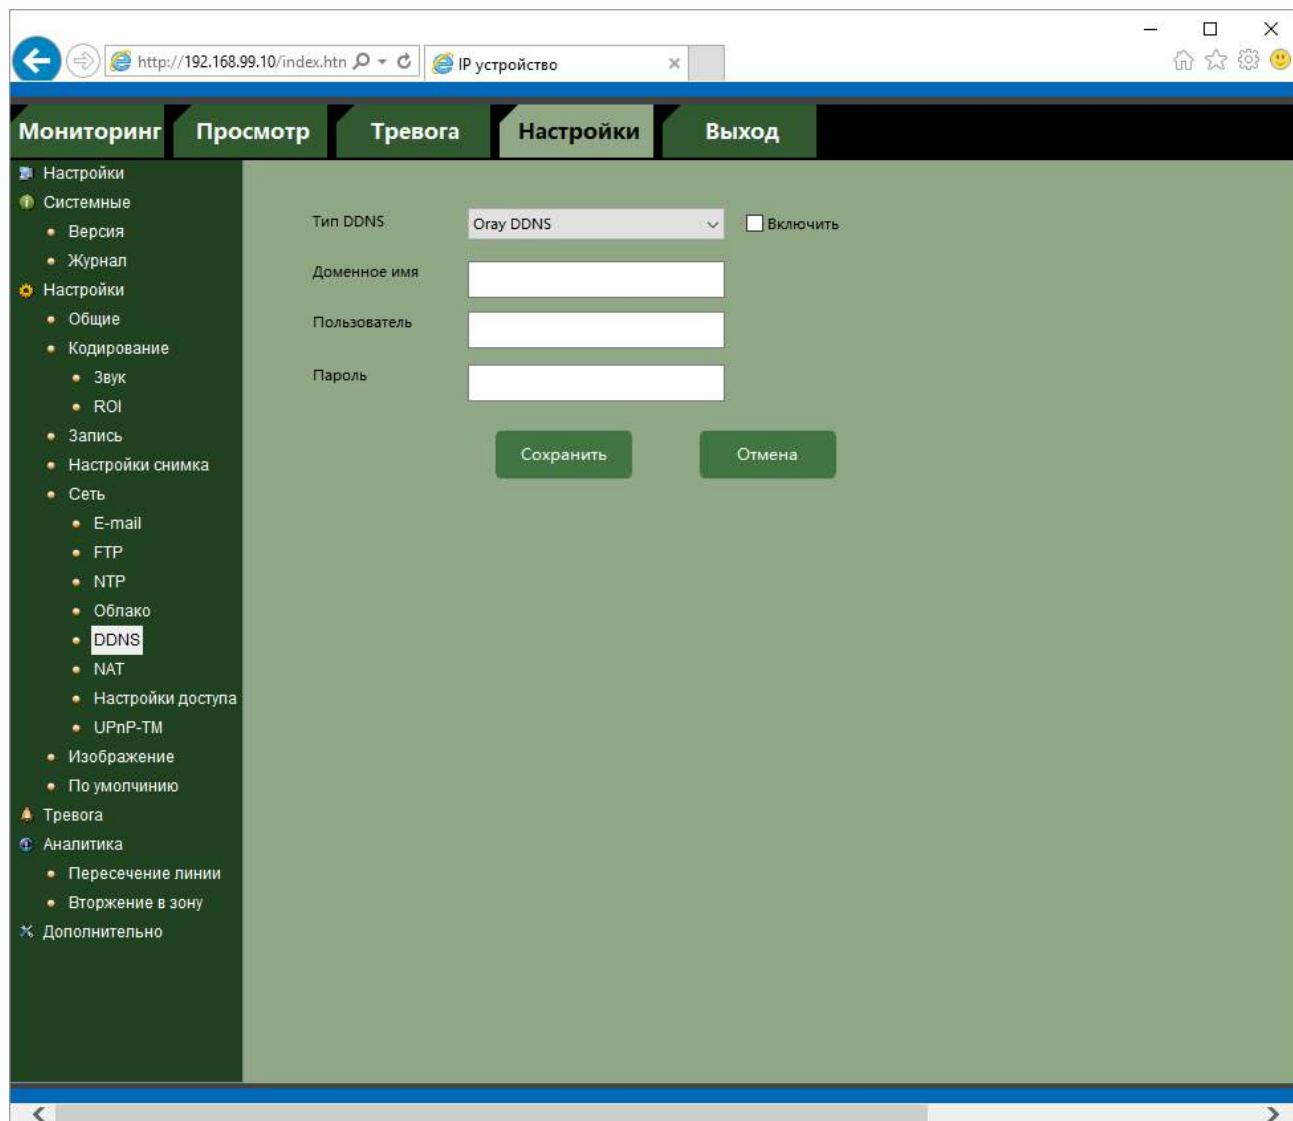 http://192.168.99.10/index.htn
IP устройство
Мониторинг
Просмотр
Тревога
Настройки
Выход
Настройки
Системные
Версия
Журнал
Настройки
Общие
Кодирование
Звук
ROI
Запись
Настройки снимка
Сеть
E-mail
FTP
NTP
Облако
DDNS
NAT
Настройки доступа
UPnP-TM
Изображение
По умолчинию
Тревога
Аналитика
Пересечение линии
Вторжение в зону
Дополнительно
Тип DDNS
Oray DDNS
Включить
Доменное имя
Пользователь
Пароль
Сохранить
Отмена